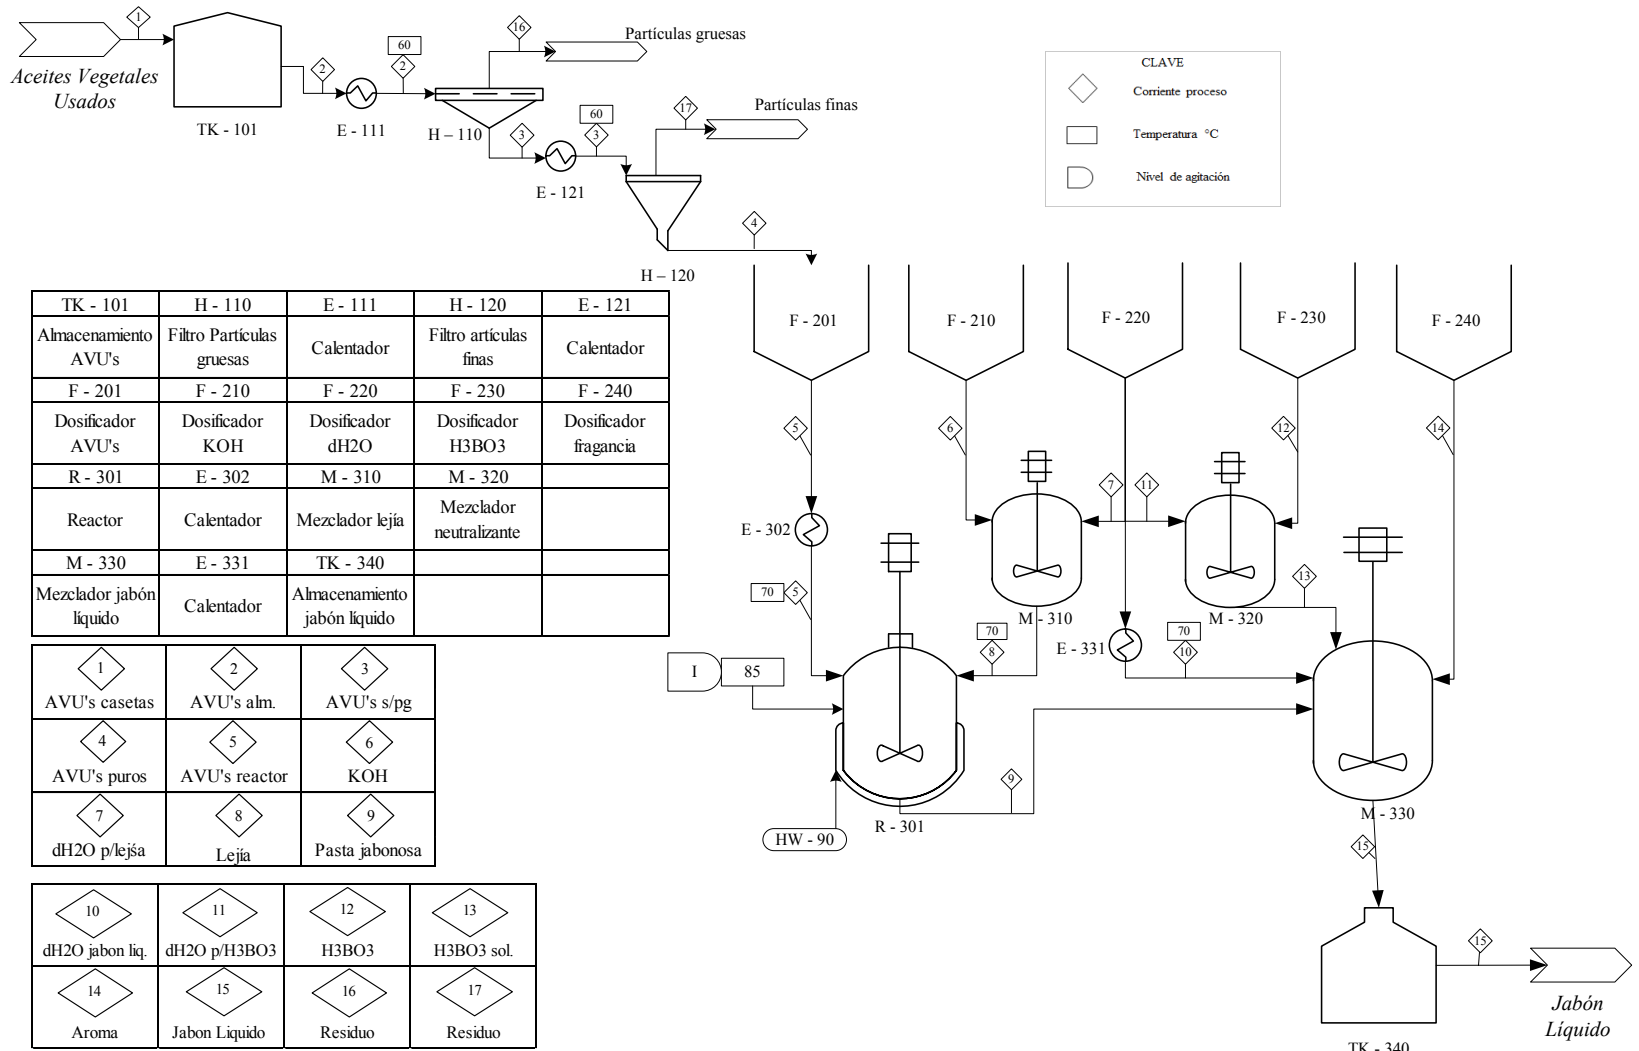 1
Aceites Vegetales
Usados
TK - 101
2
E - 111
60
2
H – 110
16
Partículas gruesas
3
E - 121
60
3
17
Partículas finas
H – 120
4
CLAVE
Corriente proceso
Temperatura °C
Nivel de agitación
TK - 101 H - 110 E - 111 H - 120 E - 121
Almacenamiento AVU's
Filtro Partículas gruesas
Calentador
Filtro artículas finas
Calentador
F - 201 F - 210 F - 220 F - 230 F - 240
Dosificador AVU's
Dosificador KOH
Dosificador dH2O
Dosificador H3BO3
Dosificador fragancia
R - 301 E - 302 M - 310 M - 320
Reactor
Calentador
Mezclador lejía
Mezclador neutralizante
M - 330 E - 331 TK - 340
Mezclador jabón líquido
Calentador
Almacenamiento jabón líquido
1 2 3
AVU's casetas AVU's alm. AVU's s/pg
4 5 6
AVU's puros AVU's reactor KOH
7 8 9
dH2O p/lejśa Lejía Pasta jabonosa
10 11 12 13
dH2O jabon liq. dH2O p/H3BO3 H3BO3 H3BO3 sol.
14 15 16 17
Aroma Jabon Liquido Residuo Residuo
F - 201
F - 210
F - 220
F - 230
F - 240
5
6
12
14
7
11
E - 302
13
M - 310
M - 320
70
5
70
8
E - 331
70
10
I
85
9
HW - 90
R - 301
M - 330
15
15
TK - 340
Jabón
Líquido